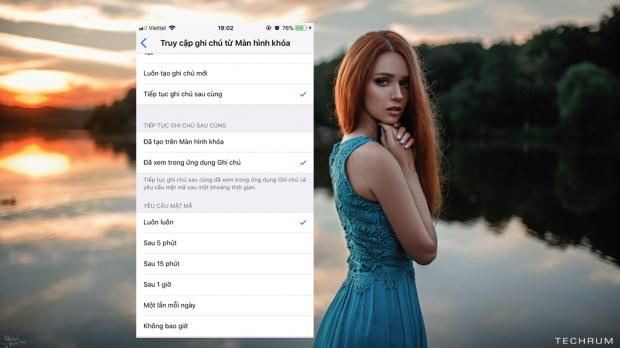 Viettel
19:02
76%
Truy cập ghi chú từ Màn hình khóa
Luôn tạo ghi chú mới
Tiếp tục ghi chú sau cùng
TIẾP TỤC GHI CHÚ SAU CÙNG
Đã tạo trên Màn hình khóa
Đã xem trong ứng dụng Ghi chú
Tiếp tục ghi chú sau cùng đã xem trong ứng dụng Ghi chú và
yêu cầu mật mã sau một khoảng thời gian.
YÊU CẦU MẬT MÃ
Luôn luôn
Sau 5 phút
Sau 15 phút
Sau 1 giờ
Một lần mỗi ngày
Không bao giờ
TECHRUM